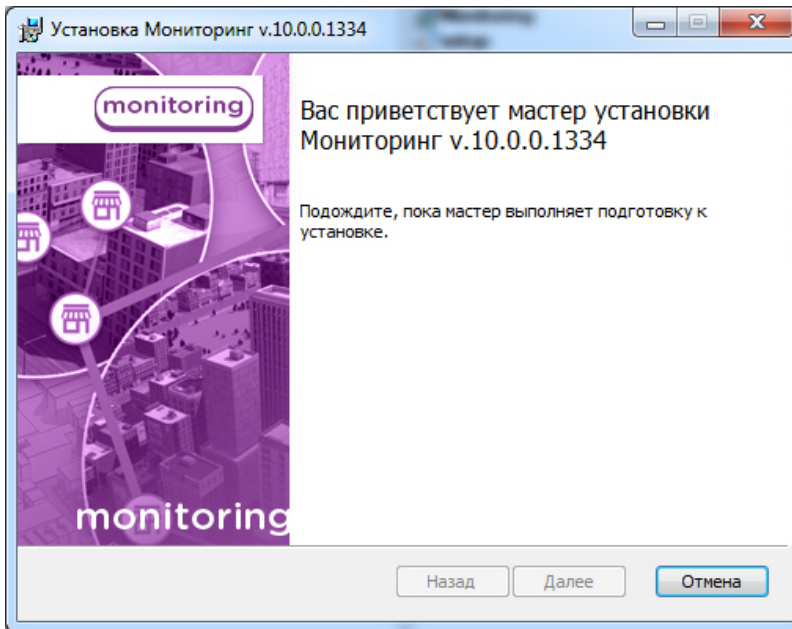 Установка Мониторинг v.10.0.0.1334
monitoring
Вас приветствует мастер установки
Мониторинг v.10.0.0.1334
Подождите, пока мастер выполняет подготовку к
установке.
monitoring
Назад
Далее
Отмена